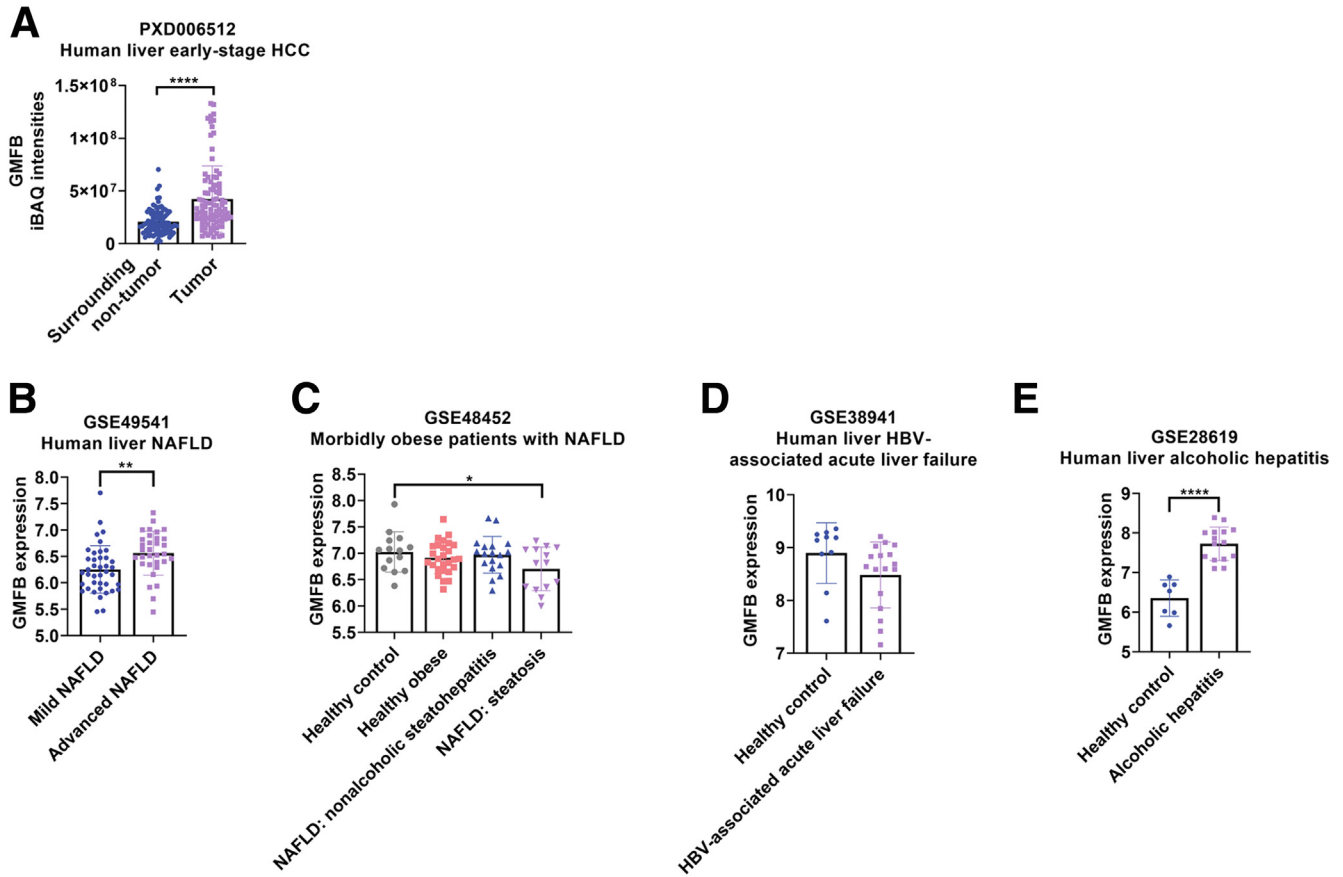 A
PXD006512
Human liver early-stage HCC
GMFB
iBAQ intensities
1.5×10⁸
1×10⁸
5×10⁷
0
****
Surrounding
non-tumor
Tumor
B
GSE49541
Human liver NAFLD
GMFB expression
8.0
7.5
7.0
6.5
6.0
5.5
5.0
**
Mild NAFLD
Advanced NAFLD
C
GSE48452
Morbidly obese patients with NAFLD
GMFB expression
8.5
8.0
7.5
7.0
6.5
6.0
5.5
*
Healthy control
Healthy obese
NAFLD: nonalcoholic steatohepatitis
NAFLD: steatosis
D
GSE38941
Human liver HBV-
associated acute liver failure
GMFB expression
10
9
8
7
Healthy control
HBV-associated acute liver failure
E
GSE28619
Human liver alcoholic hepatitis
GMFB expression
9
8
7
6
5
****
Healthy control
Alcoholic hepatitis